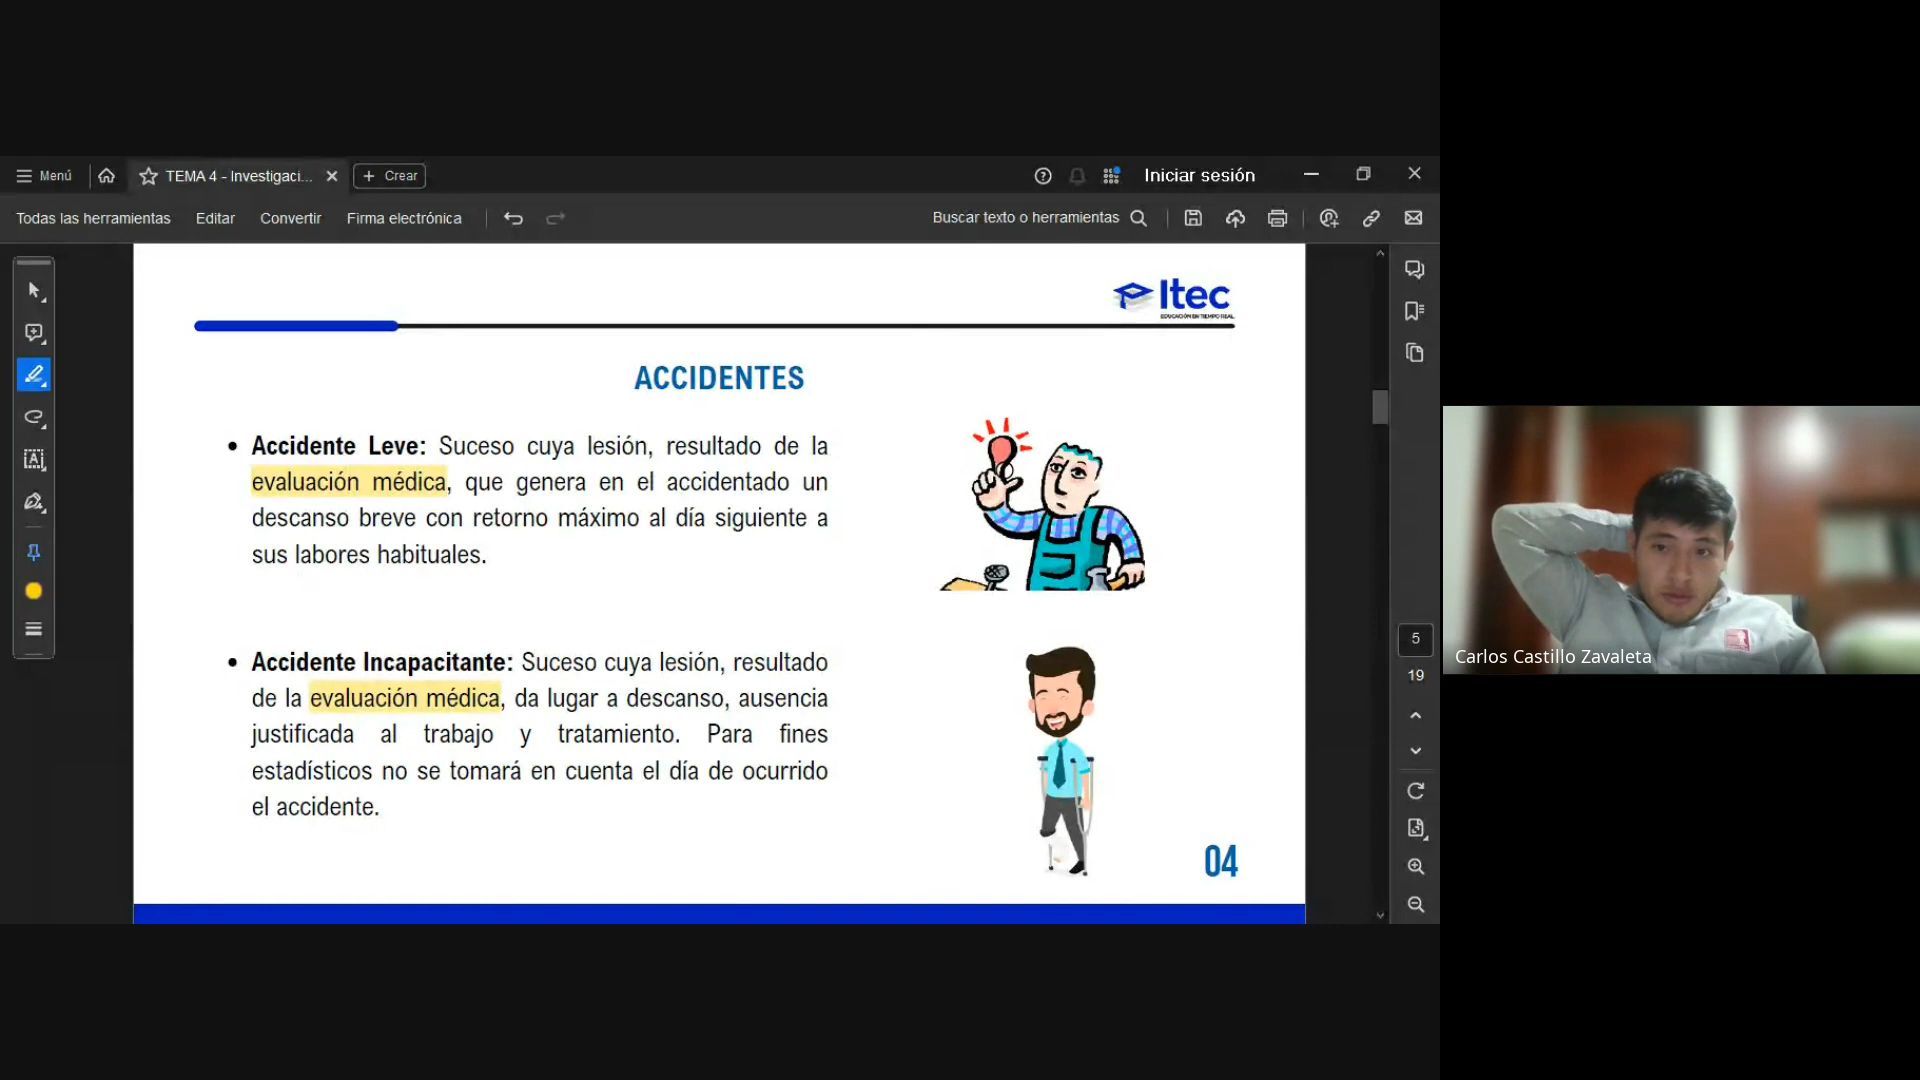 Menú
TEMA 4 - Investigaci...
Crear
Iniciar sesión
Todas las herramientas
Editar
Convertir
Firma electrónica
Buscar texto o herramientas
Itec
EDUCACIÓN EN TIEMPO REAL
ACCIDENTES
• Accidente Leve: Suceso cuya lesión, resultado de la
evaluación médica, que genera en el accidentado un
descanso breve con retorno máximo al día siguiente a
sus labores habituales.
• Accidente Incapacitante: Suceso cuya lesión, resultado
de la evaluación médica, da lugar a descanso, ausencia
justificada al trabajo y tratamiento. Para fines
estadísticos no se tomará en cuenta el día de ocurrido
el accidente.
04
5
19
Carlos Castillo Zavaleta